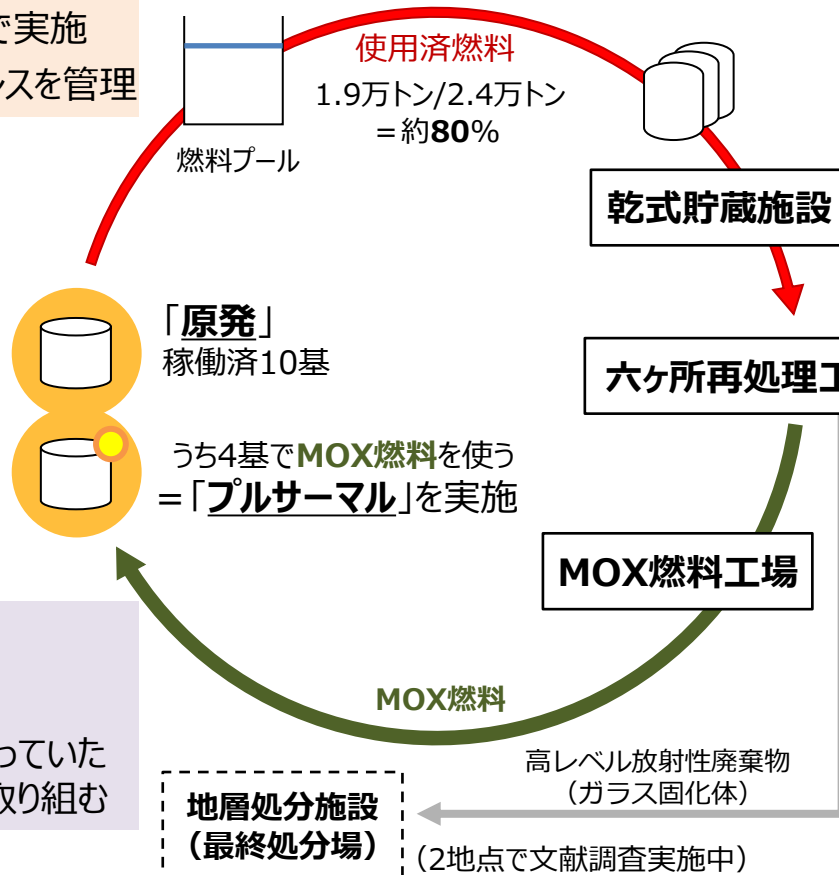 で実施
スを管理
使用済燃料
1.9万トン/2.4万トン
＝約80%
燃料プール
乾式貯蔵施設
「原発」
稼働済10基
六ヶ所再処理
うち4基でMOX燃料を使う
＝「プルサーマル」を実施
MOX燃料工場
MOX燃料
っていた
取り組む
高レベル放射性廃棄物
（ガラス固化体）
地層処分施設
（最終処分場）
（2地点で文献調査実施中）